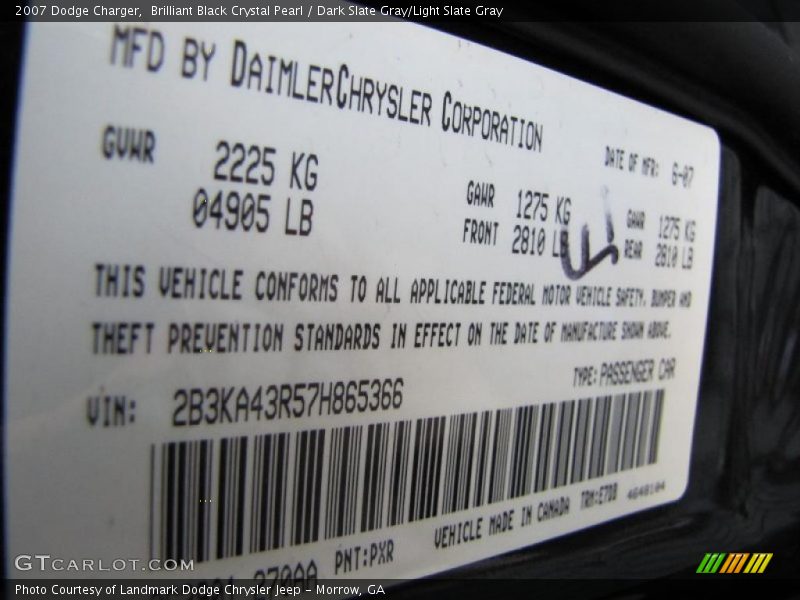 2007 Dodge Charger, Brilliant Black Crystal Pearl / Dark Slate Gray/Light Slate Gray
MFD BY DAIMLERCHRYSLER CORPORATION
DATE OF MFR: 6-07
GVWR 2225 KG
04905 LB
GAWR 1275 KG
FRONT 2810 LB
GAWR 1275 KG
REAR 2810 LB
THIS VEHICLE CONFORMS TO ALL APPLICABLE FEDERAL MOTOR VEHICLE SAFETY, BUMPER AND
THEFT PREVENTION STANDARDS IN EFFECT ON THE DATE OF MANUFACTURE SHOWN ABOVE.
VIN: 2B3KA43R57H865366
TYPE: PASSENGER CAR
VEHICLE MADE IN CANADA TRM:E7DB 4648104
PNT:PXR
GTcarlot.com
Photo Courtesy of Landmark Dodge Chrysler Jeep - Morrow, GA